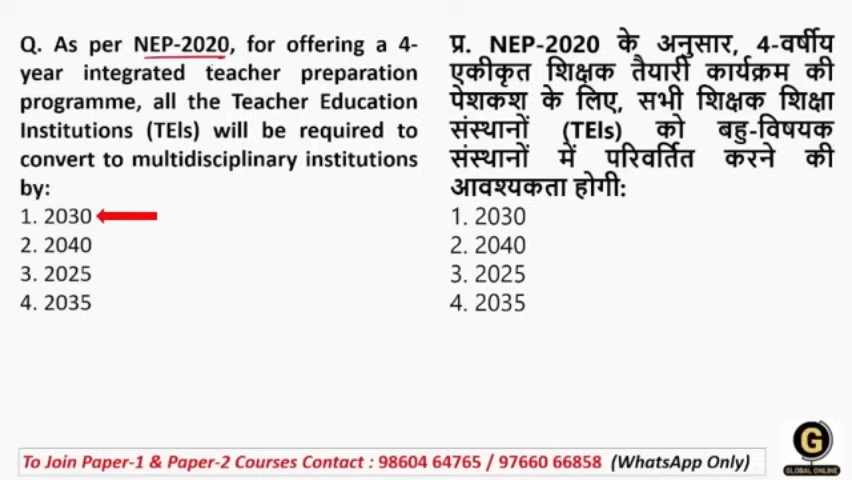 Q. As per NEP-2020, for offering a 4-
year integrated teacher preparation
programme, all the Teacher Education
Institutions (TEIs) will be required to
convert to multidisciplinary institutions
by:
1. 2030
2. 2040
3. 2025
4. 2035
प्र. NEP-2020 के अनुसार, 4-वर्षीय
एकीकृत शिक्षक तैयारी कार्यक्रम की
पेशकश के लिए, सभी शिक्षक शिक्षा
संस्थानों (TEIs) को बहु-विषयक
संस्थानों में परिवर्तित करने की
आवश्यकता होगी:
1. 2030
2. 2040
3. 2025
4. 2035
To Join Paper-1 & Paper-2 Courses Contact : 98604 64765 / 97660 66858 (WhatsApp Only)
G
GLOBAL ONLINE